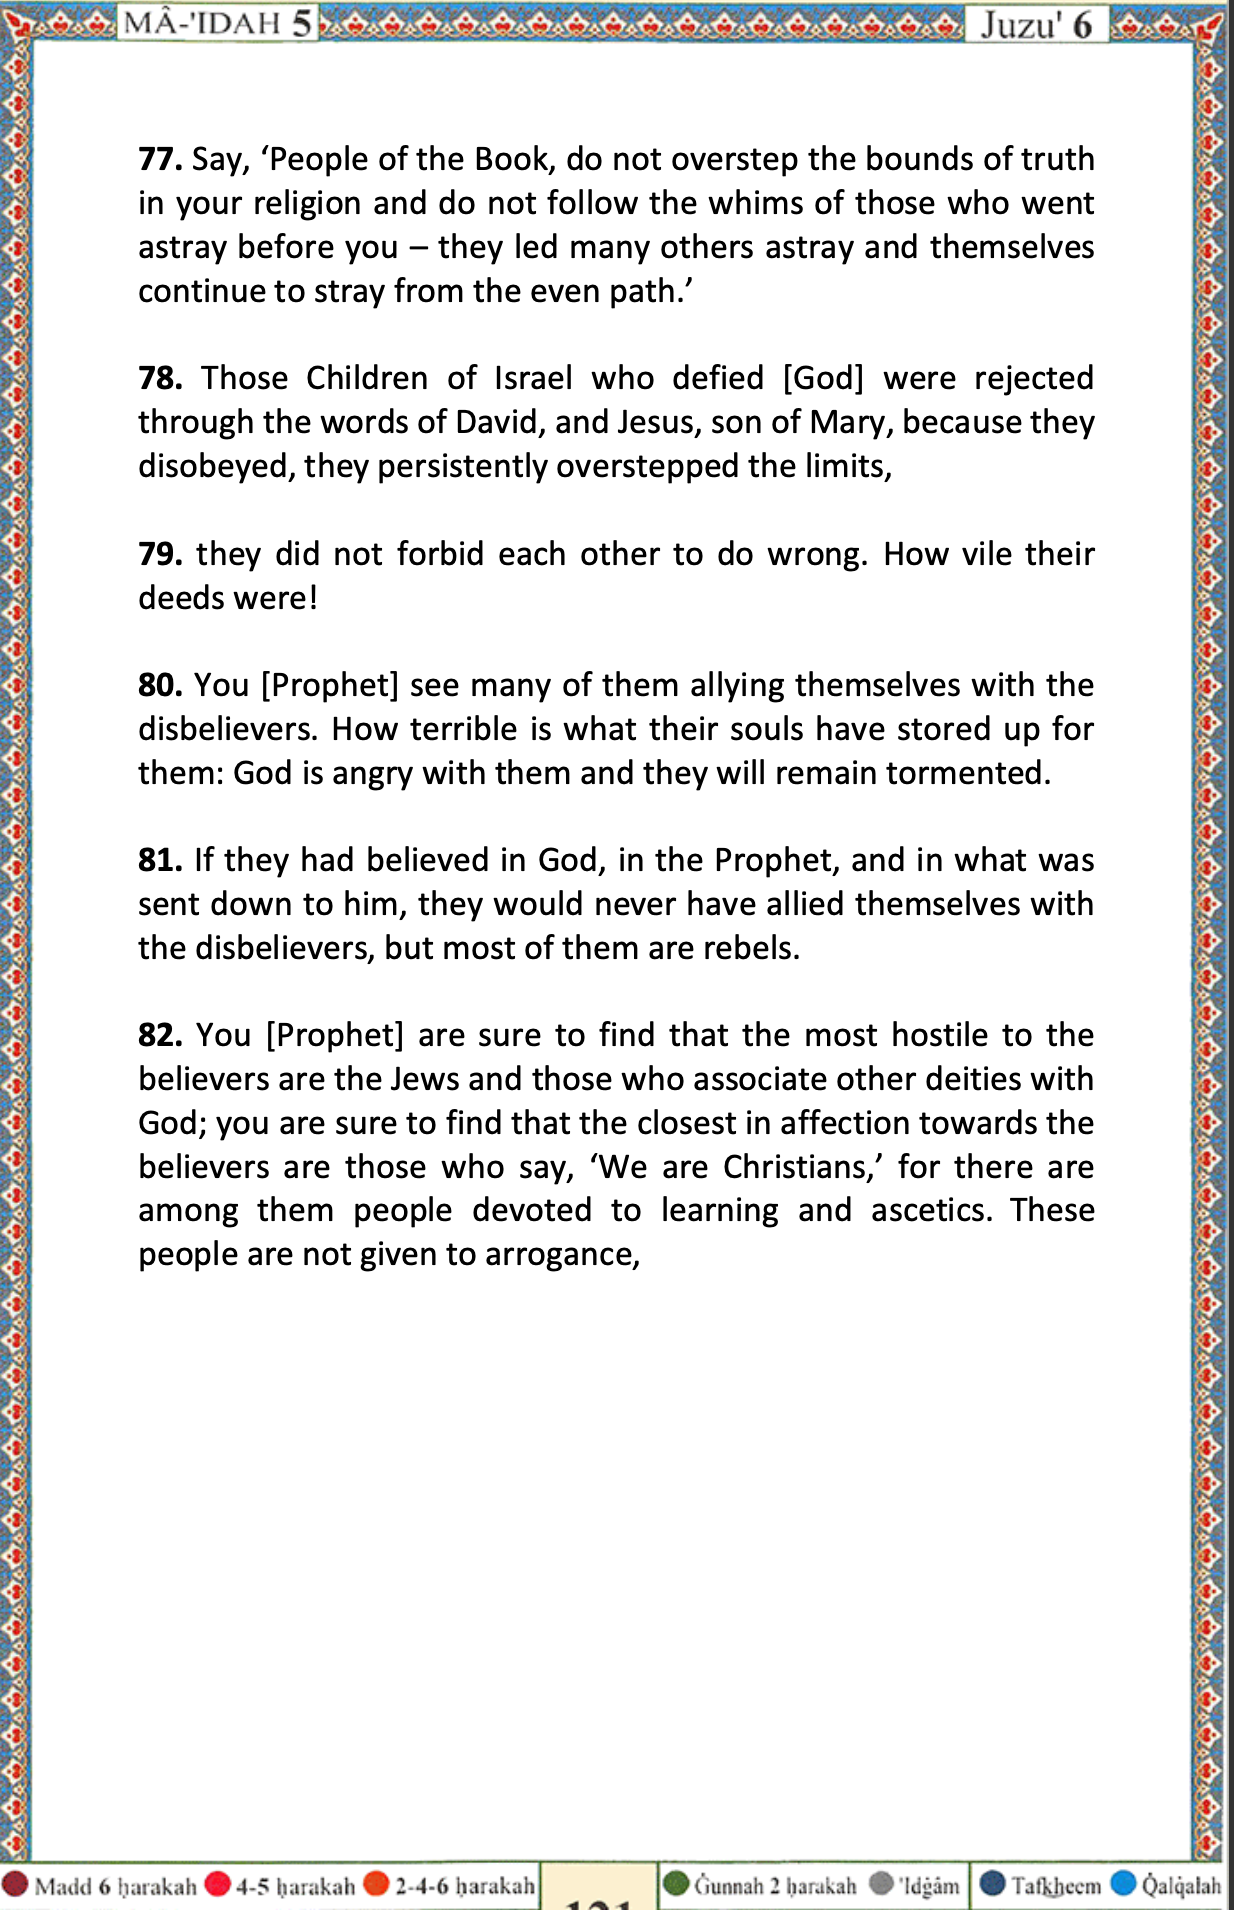 MÂ-'IDAH 5
Juzu' 6
77. Say, ‘People of the Book, do not overstep the bounds of truth
in your religion and do not follow the whims of those who went
astray before you – they led many others astray and themselves
continue to stray from the even path.’
78. Those Children of Israel who defied [God] were rejected
through the words of David, and Jesus, son of Mary, because they
disobeyed, they persistently overstepped the limits,
79. they did not forbid each other to do wrong. How vile their
deeds were!
80. You [Prophet] see many of them allying themselves with the
disbelievers. How terrible is what their souls have stored up for
them: God is angry with them and they will remain tormented.
81. If they had believed in God, in the Prophet, and in what was
sent down to him, they would never have allied themselves with
the disbelievers, but most of them are rebels.
82. You [Prophet] are sure to find that the most hostile to the
believers are the Jews and those who associate other deities with
God; you are sure to find that the closest in affection towards the
believers are those who say, ‘We are Christians,’ for there are
among them people devoted to learning and ascetics. These
people are not given to arrogance,
Madd 6 ḥarakah 4-5 ḥarakah 2-4-6 ḥarakah
Ġunnah 2 ḥarakah 'Idġâm Tafkheem Q̇alq̇alah